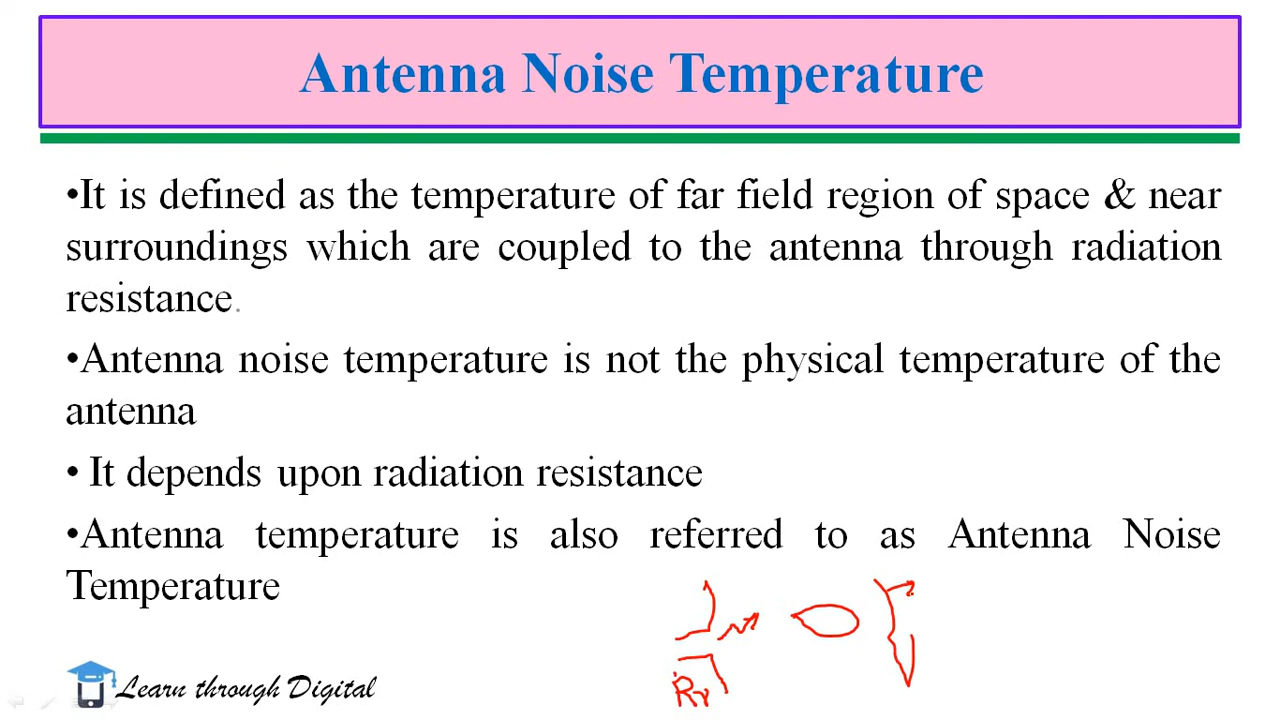 Antenna Noise Temperature
•It is defined as the temperature of far field region of space & near
surroundings which are coupled to the antenna through radiation
resistance.
•Antenna noise temperature is not the physical temperature of the
antenna
• It depends upon radiation resistance
•Antenna temperature is also referred to as Antenna Noise
Temperature
Rr
Learn through Digital